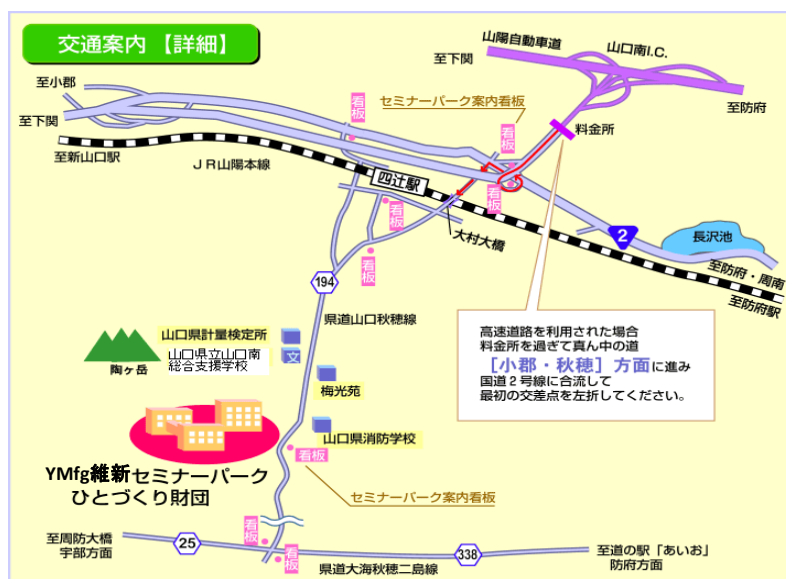 交通案内 【詳細】
山陽自動車道
山口南I.C.
至下関
至防府
至小郡
至下関
セミナーパーク案内看板
看板
看板
料金所
至新山口駅
ＪＲ山陽本線
四辻駅
看板
看板
大村大橋
2
長沢池
看板
至防府・周南
至防府駅
194
県道山口秋穂線
高速道路を利用された場合
料金所を過ぎて真ん中の道
［小郡・秋穂］方面に進み
国道２号線に合流して
最初の交差点を左折してください。
山口県計量検定所
山口県立山口南
総合支援学校
文
陶ヶ岳
梅光苑
山口県消防学校
看板
YMfg維新セミナーパーク
ひとづくり財団
セミナーパーク案内看板
看板
至周防大橋
宇部方面
25
看板
338
県道大海秋穂二島線
至道の駅「あいお」
防府方面